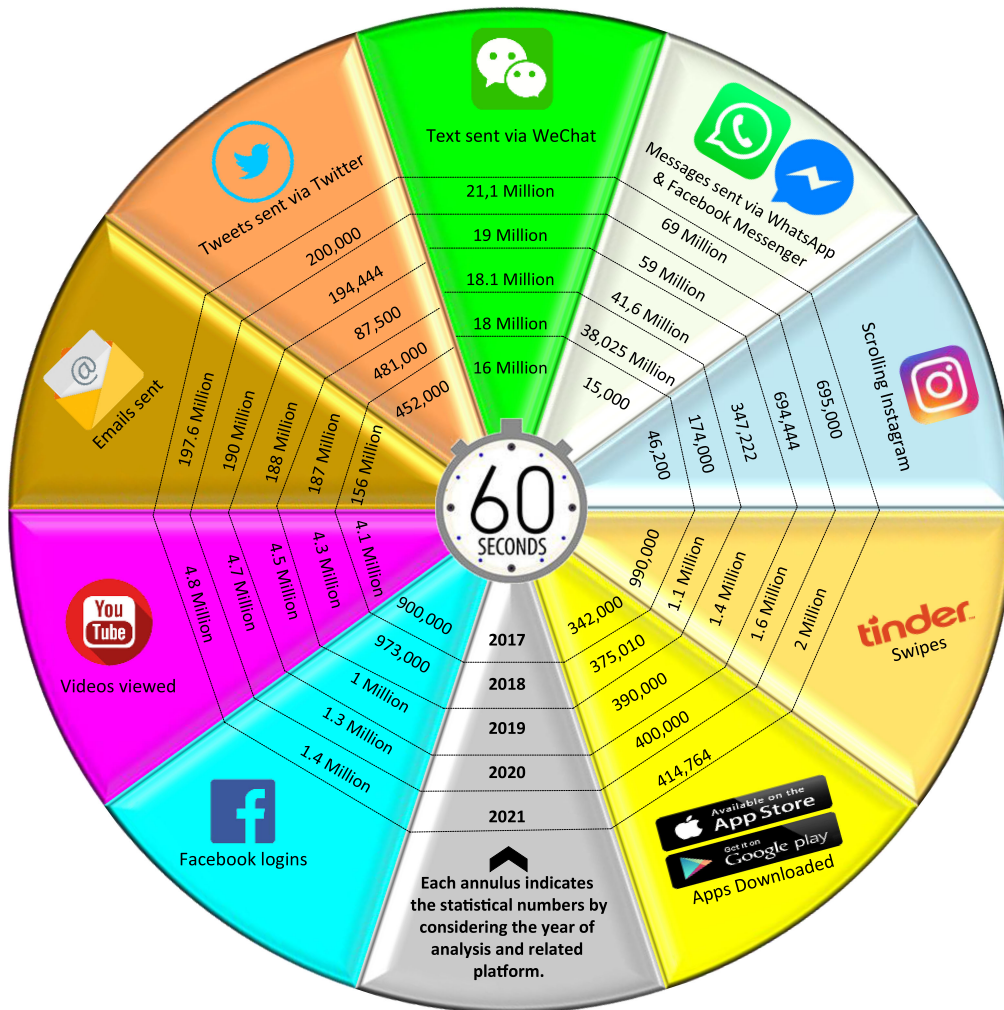 Text sent via WeChat
21,1 Million
19 Million
18.1 Million
18 Million
16 Million
Messages sent via WhatsApp
& Facebook Messenger
69 Million
59 Million
41,6 Million
38,025 Million
15,000
Scrolling Instagram
695,000
694,444
347,222
174,000
46,200
tinder
Swipes
2 Million
1.6 Million
1.4 Million
1.1 Million
990,000
342,000
375,010
390,000
400,000
414,764
Available on the
App Store
Get it on
Google play
Apps Downloaded
2017
2018
2019
2020
2021
Each annulus indicates
the statistical numbers by
considering the year of
analysis and related
platform.
900,000
973,000
1 Million
1.3 Million
1.4 Million
Facebook logins
4.1 Million
4.3 Million
4.5 Million
4.7 Million
4.8 Million
You
Tube
Videos viewed
Emails sent
197.6 Million
190 Million
188 Million
187 Million
156 Million
Tweets sent via Twitter
200,000
194,444
87,500
481,000
452,000
60
SECONDS